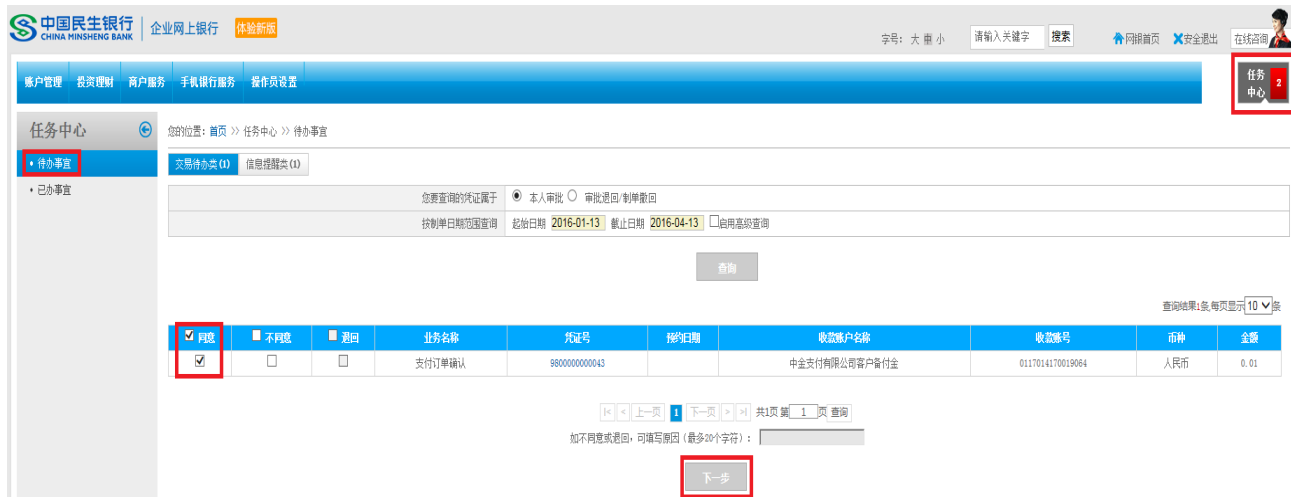 中国民生银行
CHINA MINSHENG BANK
企业网上银行
体验新版
字号: 大 重 小
请输入关键字
搜素
网银首页
安全退出
在线咨询
账户管理 投资理财 商户服务 手机银行服务 操作员设置
任务中心 2
任务中心
您的位置: 首页 >> 任务中心 >> 待办事宜
待办事宜
交易待办类(1) 信息提醒类(1)
已办事宜
您要查询的凭证属于 本人审批 审批退回/制单撤回
按制单日期范围查询 起始日期 2016-01-13 截止日期 2016-04-13 启用高级查询
查询
查询结果1条,每页显示 10 条
同意 不同意 退回 业务名称 凭证号 预约日期 收款账户名称 收款账号 币种 金额
支付订单确认 9800000000043 中金支付有限公司客户备付金 0117014170019064 人民币 0.01
|< < 上一页 1 下一页 > >| 共1页 第 1 页 查询
如不同意或退回，可填写原因（最多20个字符）:
下一步